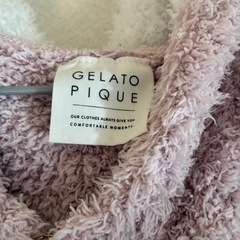 GELATO
PIQUE
OUR CLOTHES ALWAYS GIVE YOU
COMFORTABLE MOMENTS.